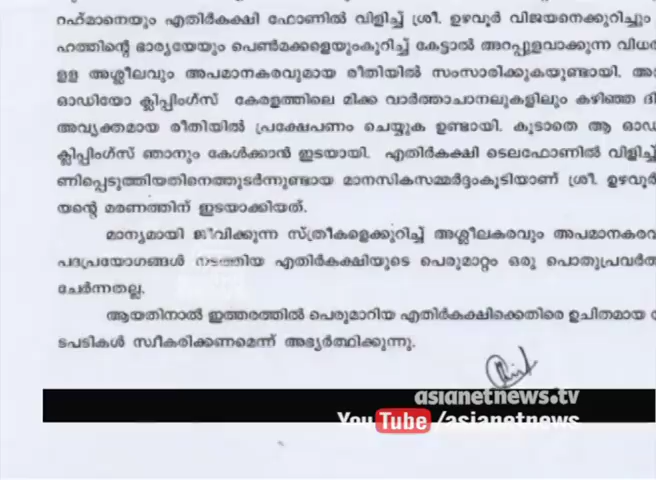 റഹ്മാനെയും എതിർകക്ഷി ഫോണിൽ വിളിച്ച് ശ്രീ. ഉഴവൂർ വിജയനെക്കുറിച്ചും
ഹത്തിന്റെ ഭാര്യയേയും പെൺമക്കളെയുംകുറിച്ച് കേട്ടാൽ അറപ്പുളവാക്കുന്ന വിധ
ളള അശ്ലീലവും അപമാനകരവുമായ രീതിയിൽ സംസാരിക്കുകയുണ്ടായി. അ
ഓഡിയോ ക്ലിപ്പിംഗ്സ് കേരളത്തിലെ മിക്ക വാർത്താചാനലുകളിലും കഴിഞ്ഞ ദി
അവ്യക്തമായ രീതിയിൽ പ്രക്ഷേപണം ചെയ്യുക ഉണ്ടായി. കൂടാതെ ആ ഓഡ
ക്ലിപ്പിംഗ്സ് ഞാനും കേൾക്കാൻ ഇടയായി. എതിർകക്ഷി ടെലഫോണിൽ വിളിച്ച്
ണിപ്പെടുത്തിയതിനെത്തുടർന്നുണ്ടായ മാനസികസമ്മർദ്ദംകൂടിയാണ് ശ്രീ. ഉഴവൂർ
യന്റെ മരണത്തിന് ഇടയാക്കിയത്.
മാന്യമായി ജീവിക്കുന്ന സ്ത്രീകളെക്കുറിച്ച് അശ്ലീലകരവും അപമാനകരവ
പദപ്രയോഗങ്ങൾ നടത്തിയ എതിർകക്ഷിയുടെ പെരുമാറ്റം ഒരു പൊതുപ്രവർത്ത
ചേർന്നതല്ല.
ആയതിനാൽ ഇത്തരത്തിൽ പെരുമാറിയ എതിർകക്ഷിക്കെതിരെ ഉചിതമായ
ടപടികൾ സ്വീകരിക്കണമെന്ന് അഭ്യർത്ഥിക്കുന്നു.
asianetnews.tv
You Tube /asianetnews